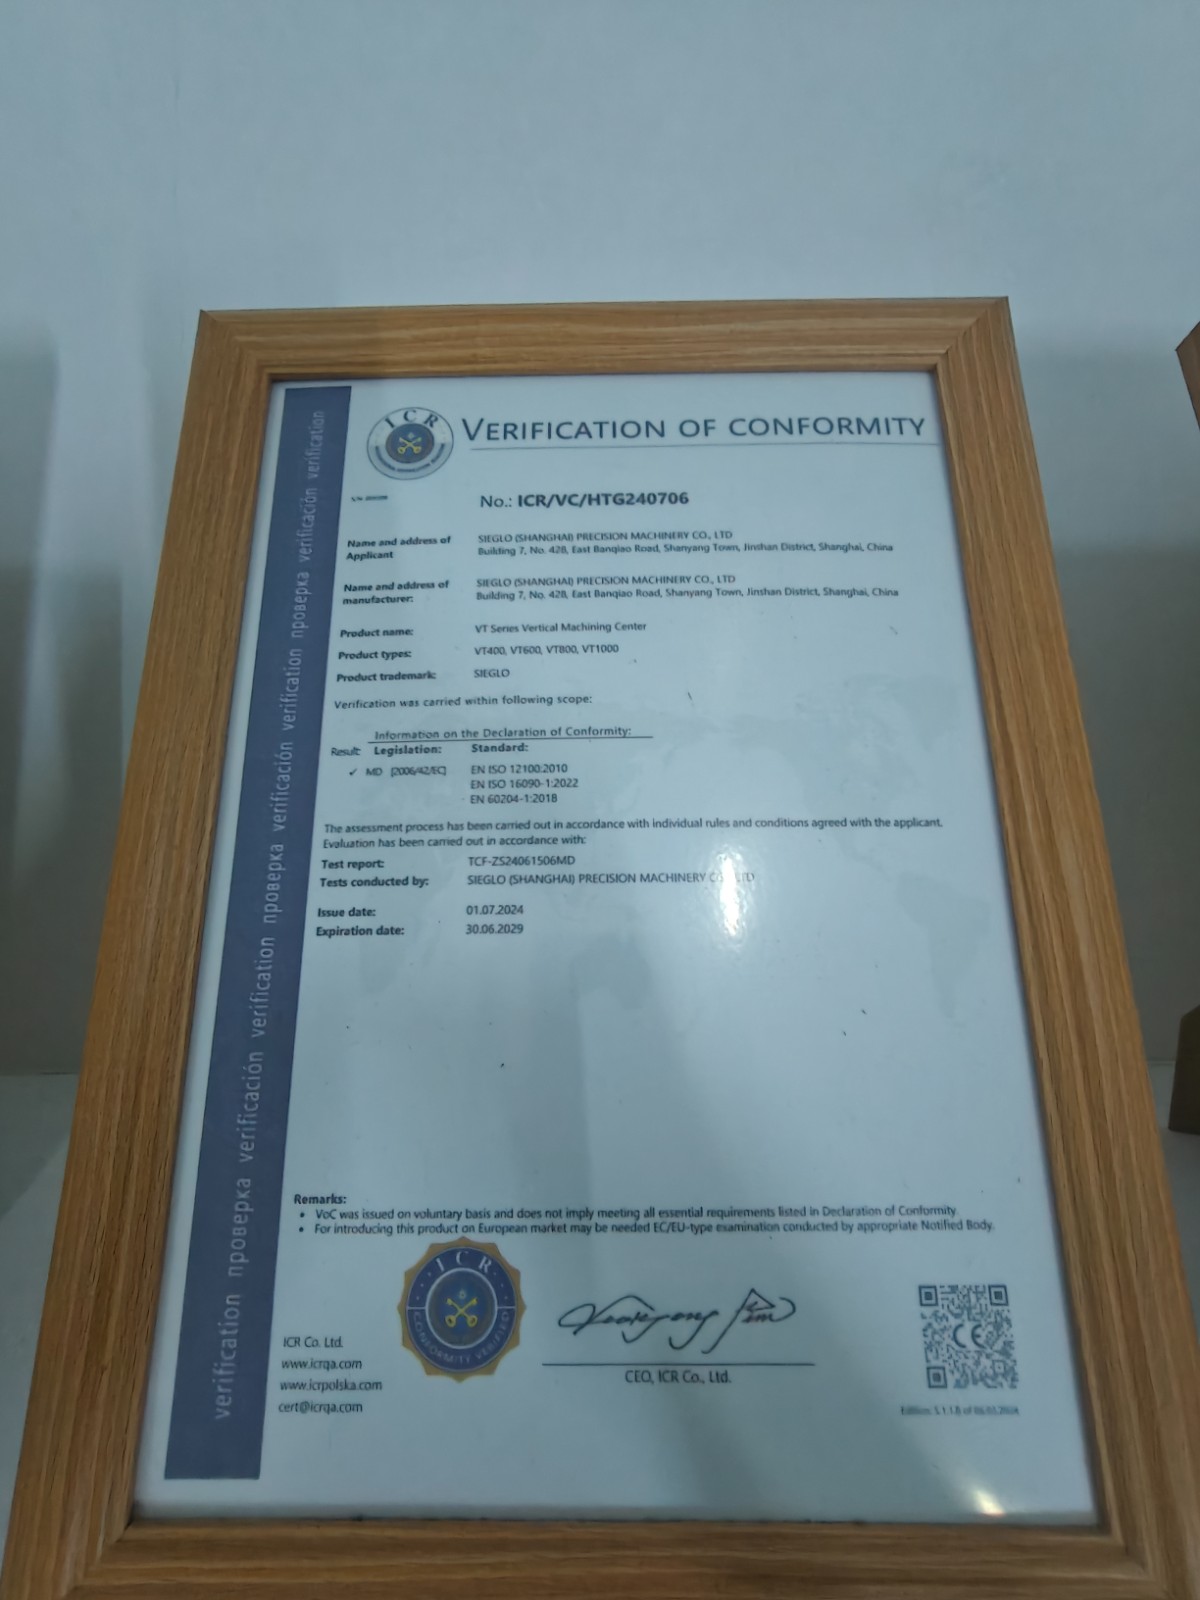 ICR
VERIFICATION OF CONFORMITY
No.: ICR/VC/HTG240706
Name and address of Applicant
SIEGLO (SHANGHAI) PRECISION MACHINERY CO., LTD
Building 7, No. 428, East Banqiao Road, Shanyang Town, Jinshan District, Shanghai, China
Name and address of manufacturer:
SIEGLO (SHANGHAI) PRECISION MACHINERY CO., LTD
Building 7, No. 428, East Banqiao Road, Shanyang Town, Jinshan District, Shanghai, China
Product name: VT Series Vertical Machining Center
Product types: VT400, VT600, VT800, VT1000
Product trademark: SIEGLO
Verification was carried within following scope:
Information on the Declaration of Conformity:
Result: Legislation: Standard:
✓ MD [2006/42/EC] EN ISO 12100:2010
EN ISO 16090-1:2022
EN 60204-1:2018
The assessment process has been carried out in accordance with individual rules and conditions agreed with the applicant.
Evaluation has been carried out in accordance with:
Test report: TCF-ZS24061506MD
Tests conducted by: SIEGLO (SHANGHAI) PRECISION MACHINERY CO., LTD
Issue date: 01.07.2024
Expiration date: 30.06.2029
Remarks:
• VoC was issued on voluntary basis and does not imply meeting all essential requirements listed in Declaration of Conformity
• For introducing this product on European market may be needed EC/EU-type examination conducted by appropriate Notified Body.
ICR
CONFORMITY VERIFIED
ICR Co. Ltd.
www.icrqa.com
www.icrpolska.com
cert@icrqa.com
CEO, ICR Co., Ltd.
CE
verification проверка verificación verification проверка verificación verification проверка verificación verification